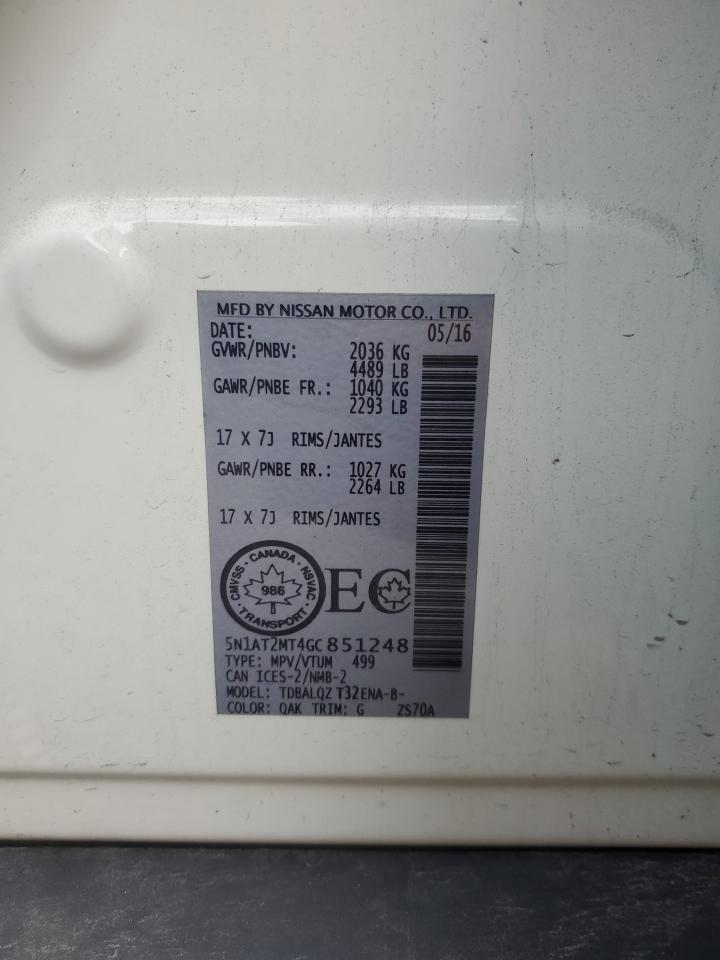 MFD BY NISSAN MOTOR CO., LTD.
DATE: 05/16
GVWR/PNBV: 2036 KG
4489 LB
GAWR/PNBE FR.: 1040 KG
2293 LB
17 X 7J RIMS/JANTES
GAWR/PNBE RR.: 1027 KG
2264 LB
17 X 7J RIMS/JANTES
CMVSS · CANADA · NSVAC · TRANSPORT ·
986
EC
5N1AT2MT4GC851248
TYPE: MPV/VTUM 499
CAN ICES-2/NMB-2
MODEL: TDBALQZ T32ENA-B-
COLOR: QAK TRIM: G ZS70A